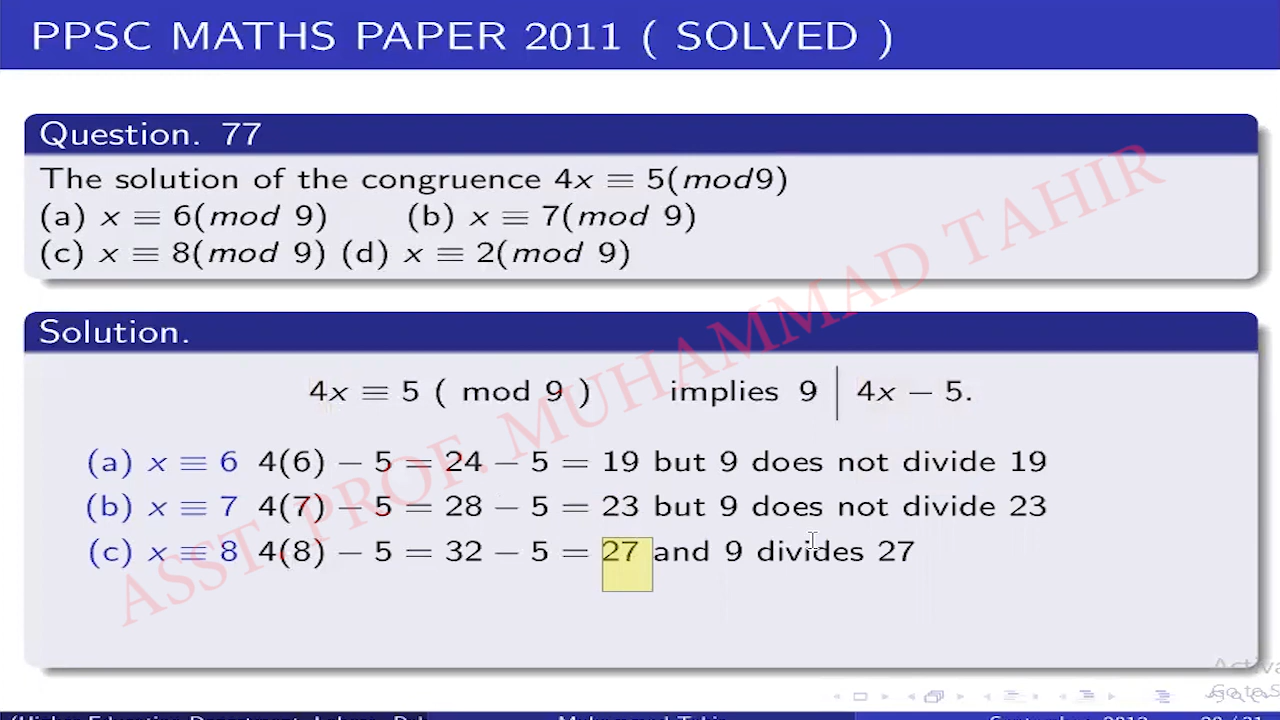 PPSC MATHS PAPER 2011 ( SOLVED )
Question. 77
The solution of the congruence 4x ≡ 5(mod9)
(a) x ≡ 6(mod 9) (b) x ≡ 7(mod 9)
(c) x ≡ 8(mod 9) (d) x ≡ 2(mod 9)
Solution.
4x ≡ 5 ( mod 9 ) implies 9 | 4x − 5.
(a) x ≡ 6 4(6) − 5 = 24 − 5 = 19 but 9 does not divide 19
(b) x ≡ 7 4(7) − 5 = 28 − 5 = 23 but 9 does not divide 23
(c) x ≡ 8 4(8) − 5 = 32 − 5 = 27 and 9 divides 27
ASST. PROF. MUHAMMAD TAHIR